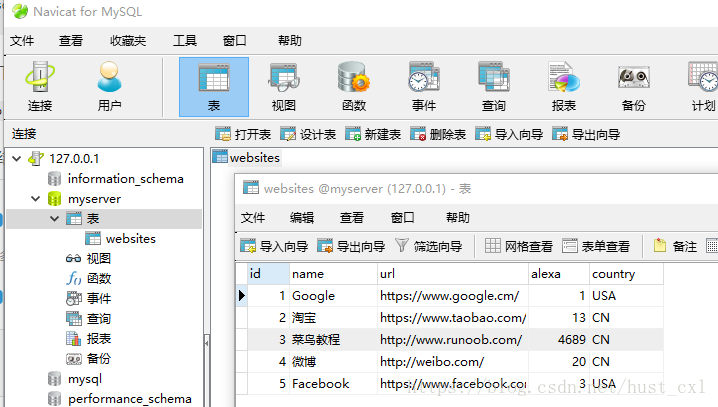 Navicat for MySQL
文件 查看 收藏夹 工具 窗口 帮助
连接 用户 表 视图 函数 事件 查询 报表 备份 计划
连接 打开表 设计表 新建表 删除表 导入向导 导出向导
127.0.0.1
information_schema
myserver
表
websites
视图
函数
事件
查询
报表
备份
mysql
performance_schema
websites
websites @myserver (127.0.0.1) - 表
文件 编辑 查看 窗口 帮助
导入向导 导出向导 筛选向导 网格查看 表单查看 备注
id name url alexa country
1 Google https://www.google.cm/ 1 USA
2 淘宝 https://www.taobao.com/ 13 CN
3 菜鸟教程 http://www.runoob.com/ 4689 CN
4 微博 http://weibo.com/ 20 CN
5 Facebook https://www.facebook.com 3 USA
https://blog.csdn.net/hust_cxl